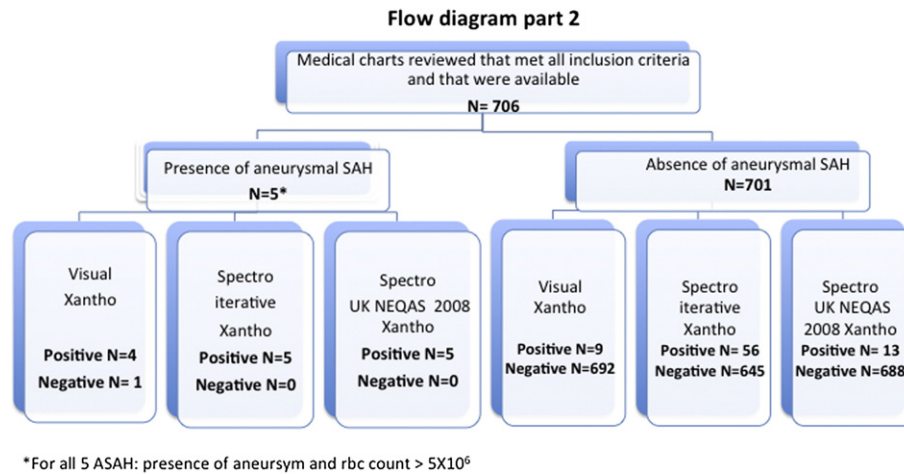 Flow diagram part 2
Medical charts reviewed that met all inclusion criteria
and that were available
N= 706
Presence of aneurysmal SAH
N=5*
Absence of aneurysmal SAH
N=701
Visual
Xantho
Positive N=4
Negative N= 1
Spectro
iterative
Xantho
Positive N=5
Negative N=0
Spectro
UK NEQAS 2008
Xantho
Positive N=5
Negative N=0
Visual
Xantho
Positive N=9
Negative N=692
Spectro
iterative
Xantho
Positive N= 56
Negative N=645
Spectro
UK NEQAS
2008 Xantho
Positive N= 13
Negative N=688
*For all 5 ASAH: presence of aneursym and rbc count > 5X10⁶